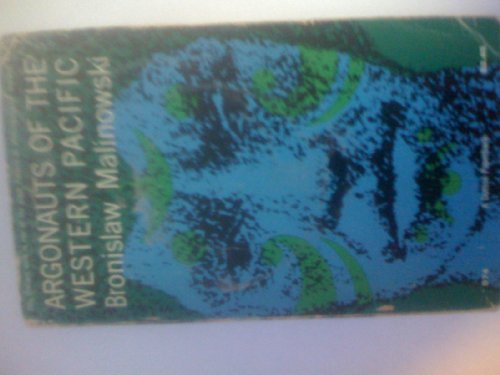 ARGONAUTS OF THE
WESTERN PACIFIC
Bronislaw Malinowski